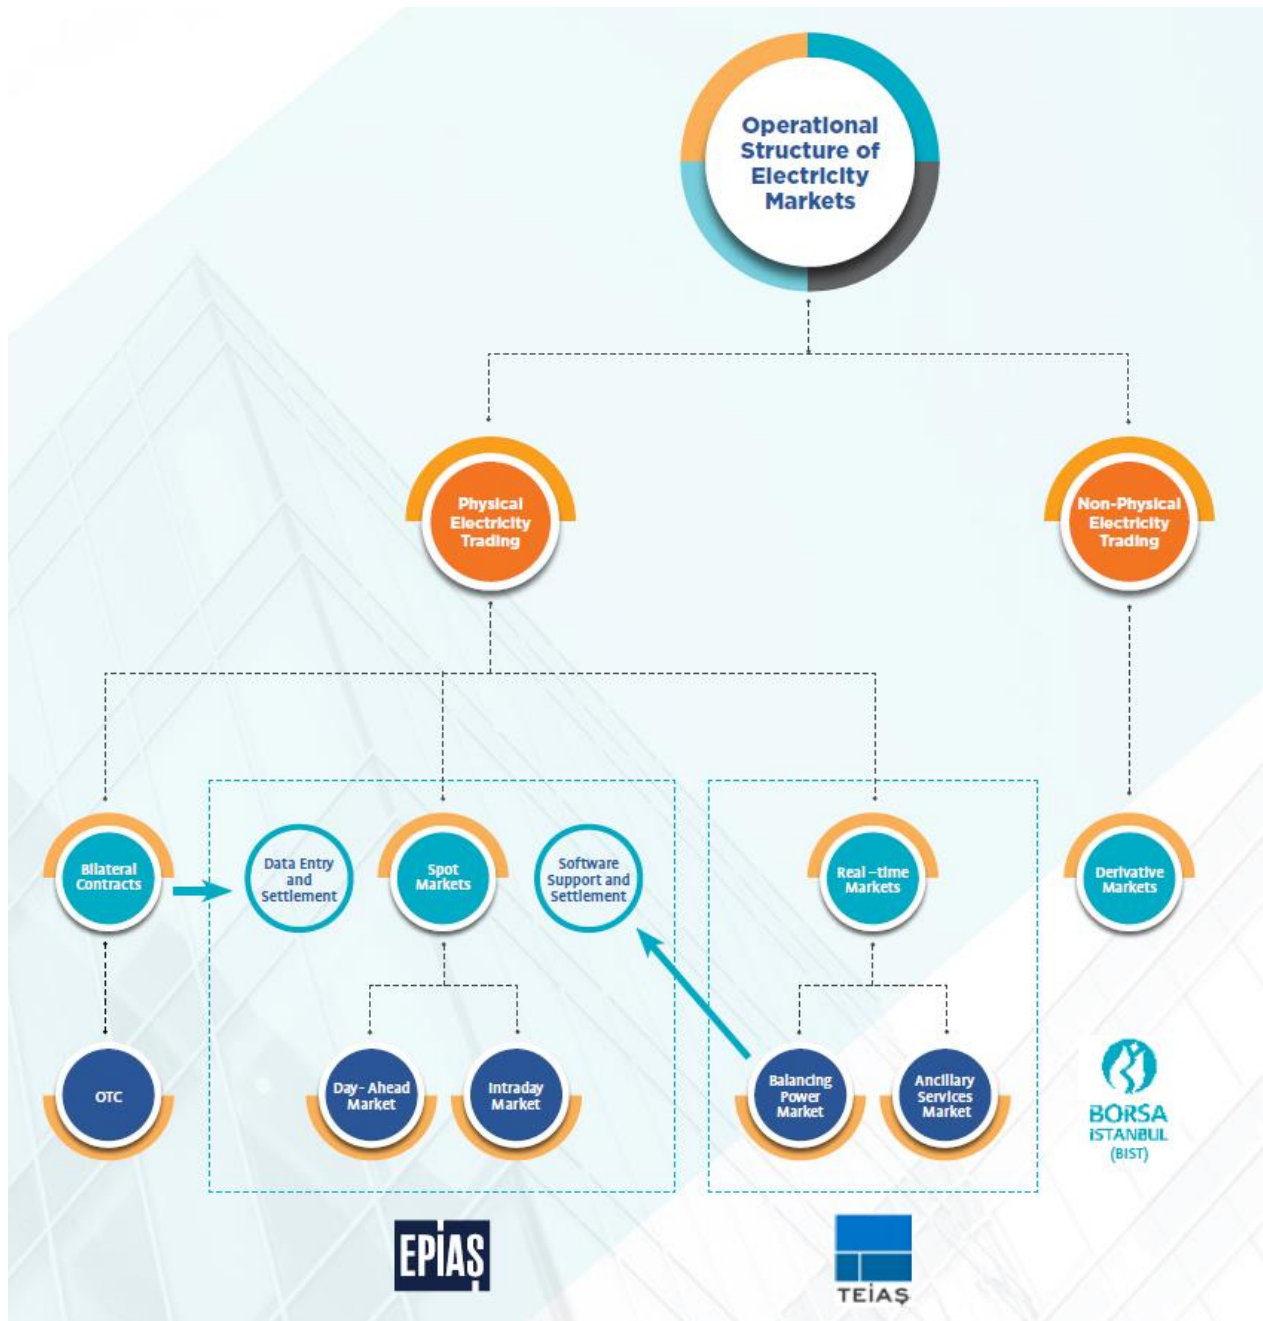 Operational
Structure of
Electricity
Markets
Physical
Electricity
Trading
Non-Physical
Electricity
Trading
Bilateral
Contracts
Data Entry
and
Settlement
Spot
Markets
Software
Support and
Settlement
Real –time
Markets
Derivative
Markets
OTC
Day- Ahead
Market
Intraday
Market
Balancing
Power
Market
Ancillary
Services
Market
BORSA
İSTANBUL
(BIST)
EPİAŞ
TEİAŞ